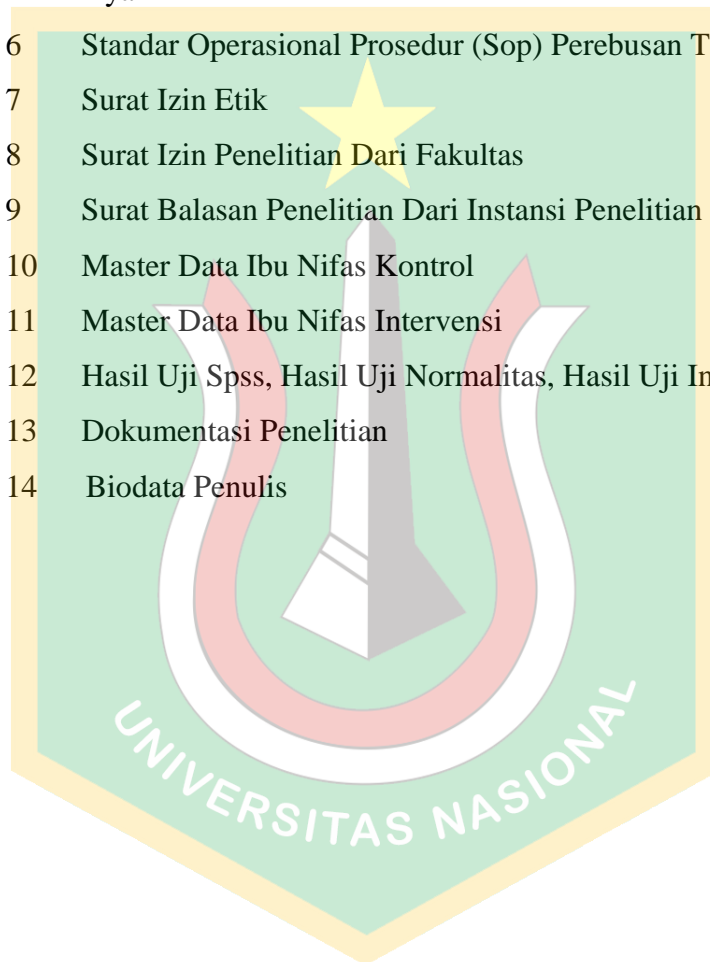 6 Standar Operasional Prosedur (Sop) Perebusan
7 Surat Izin Etik
8 Surat Izin Penelitian Dari Fakultas
9 Surat Balasan Penelitian Dari Instansi Penelitian
10 Master Data Ibu Nifas Kontrol
11 Master Data Ibu Nifas Intervensi
12 Hasil Uji Spss, Hasil Uji Normalitas, Hasil Uji
13 Dokumentasi Penelitian
14 Biodata Penulis
UNIVERSITAS NASIONAL